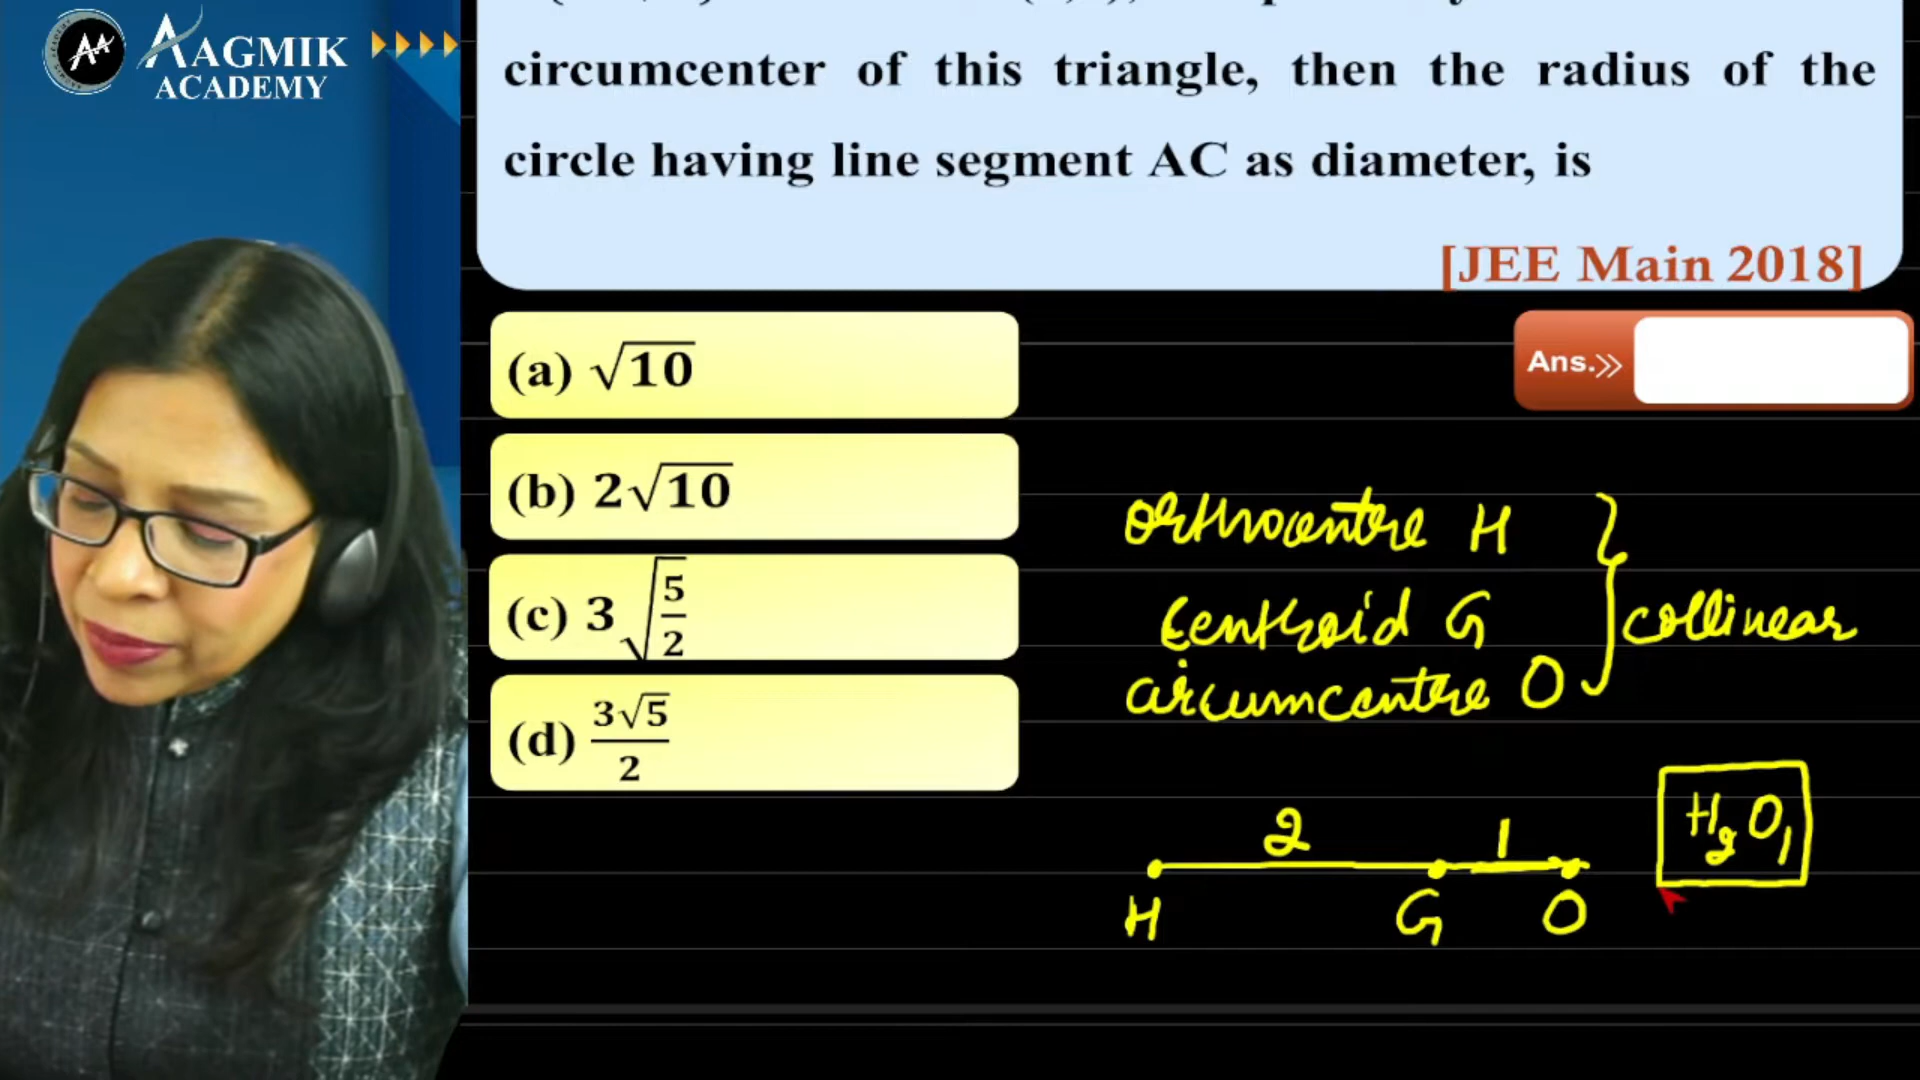 AAGMIK
ACADEMY
circumcenter of this triangle, then the radius of the
circle having line segment AC as diameter, is
[JEE Main 2018]
(a) √10
(b) 2√10
(c) 3√(5/2)
(d) 3√5/2
Ans.>>
Orthocentre H
Centroid G
circumcentre O
collinear
2 1
H G O
H₂O₁